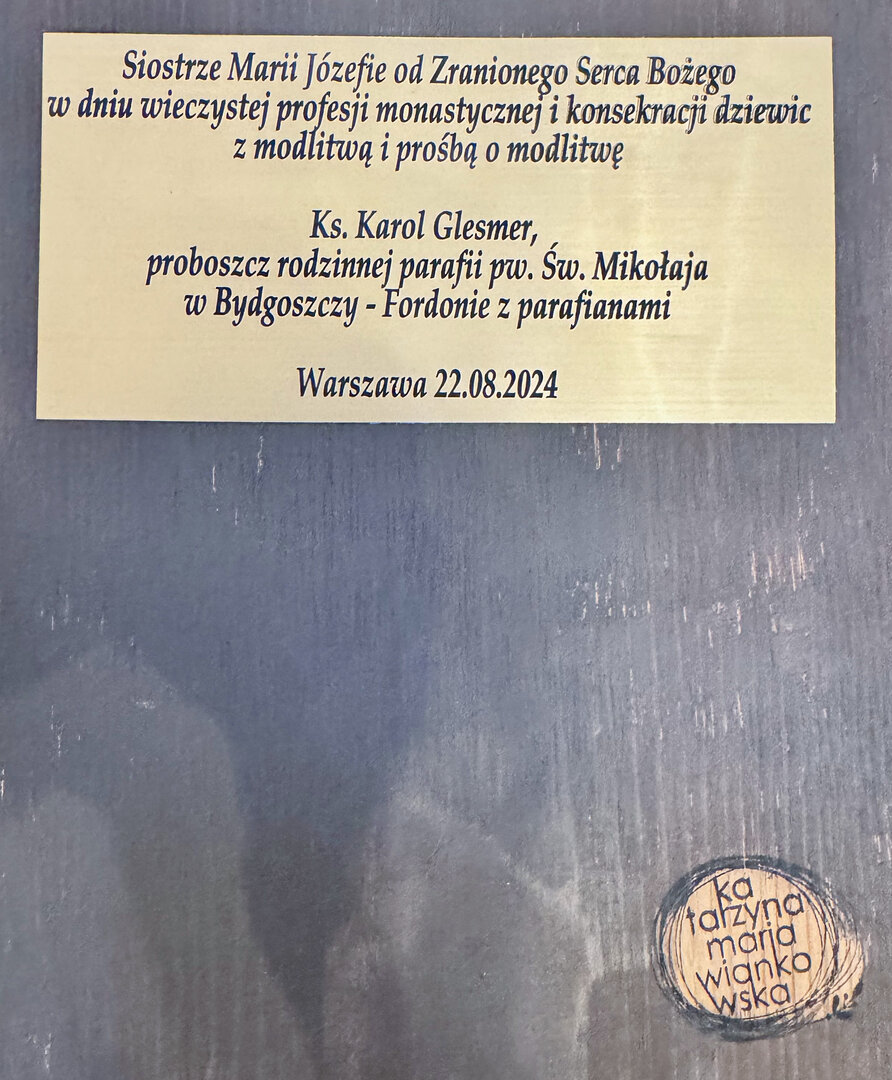 Siostrze Marii Józefie od Zranionego Serca Bożego
w dniu wieczystej profesji monastycznej i konsekracji dziewic
z modlitwą i prośbą o modlitwę
Ks. Karol Glesmer,
proboszcz rodzinnej parafii pw. Św. Mikołaja
w Bydgoszczy - Fordonie z parafianami
Warszawa 22.08.2024
ka
tarzyna
maria
wianko
wska